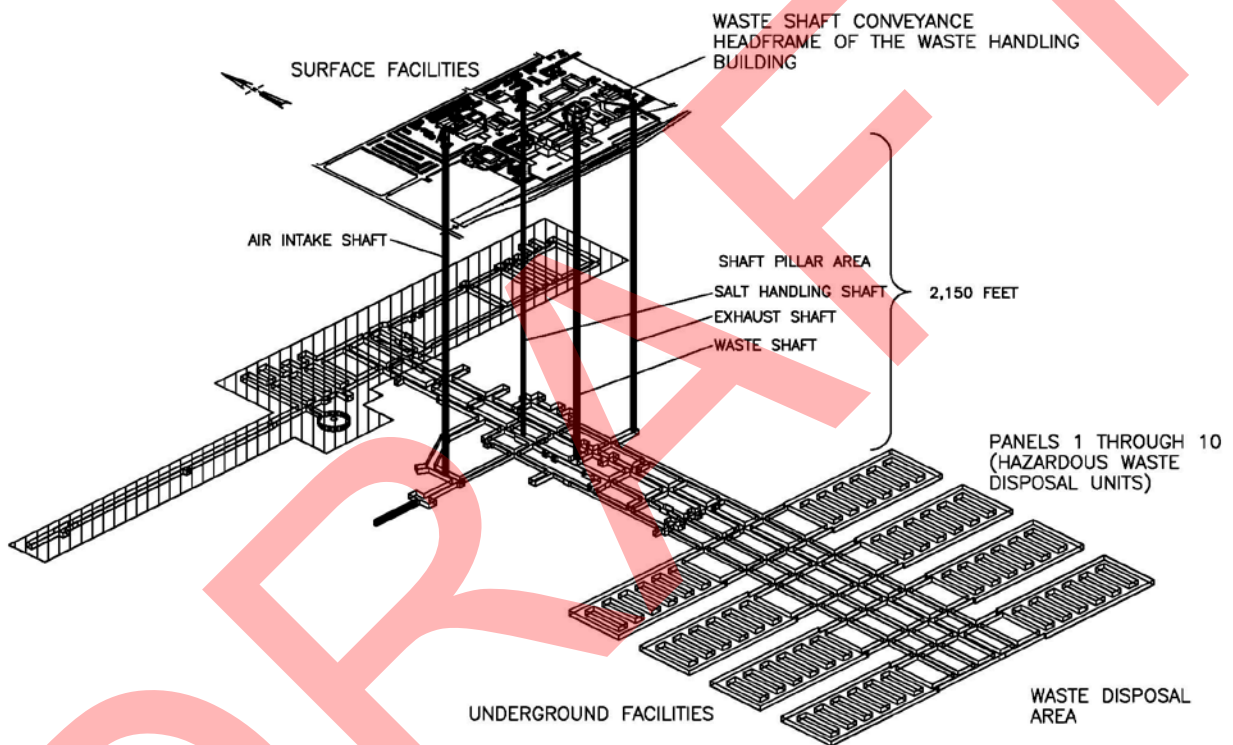 WASTE SHAFT CONVEYANCE
HEADFRAME OF THE WASTE HANDLING
BUILDING
SURFACE FACILITIES
AIR INTAKE SHAFT
SHAFT PILLAR AREA
SALT HANDLING SHAFT
EXHAUST SHAFT
WASTE SHAFT
2,150 FEET
PANELS 1 THROUGH 10
(HAZARDOUS WASTE
DISPOSAL UNITS)
UNDERGROUND FACILITIES
WASTE DISPOSAL
AREA
DRAFT